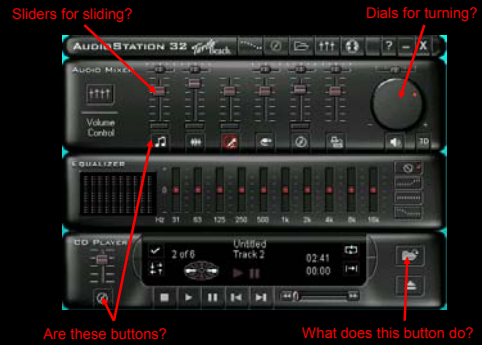 Sliders for sliding?
Dials for turning?
AudioStation 32 Turtle Beach
? – X
Audio Mixer
Volume
Control
3D
Equalizer
0
Hz 31 63 125 250 500 1k 2k 4k 8k 16k
CD Player
Untitled
2 of 6 Track 2 02:41
00:00
Are these buttons?
What does this button do?